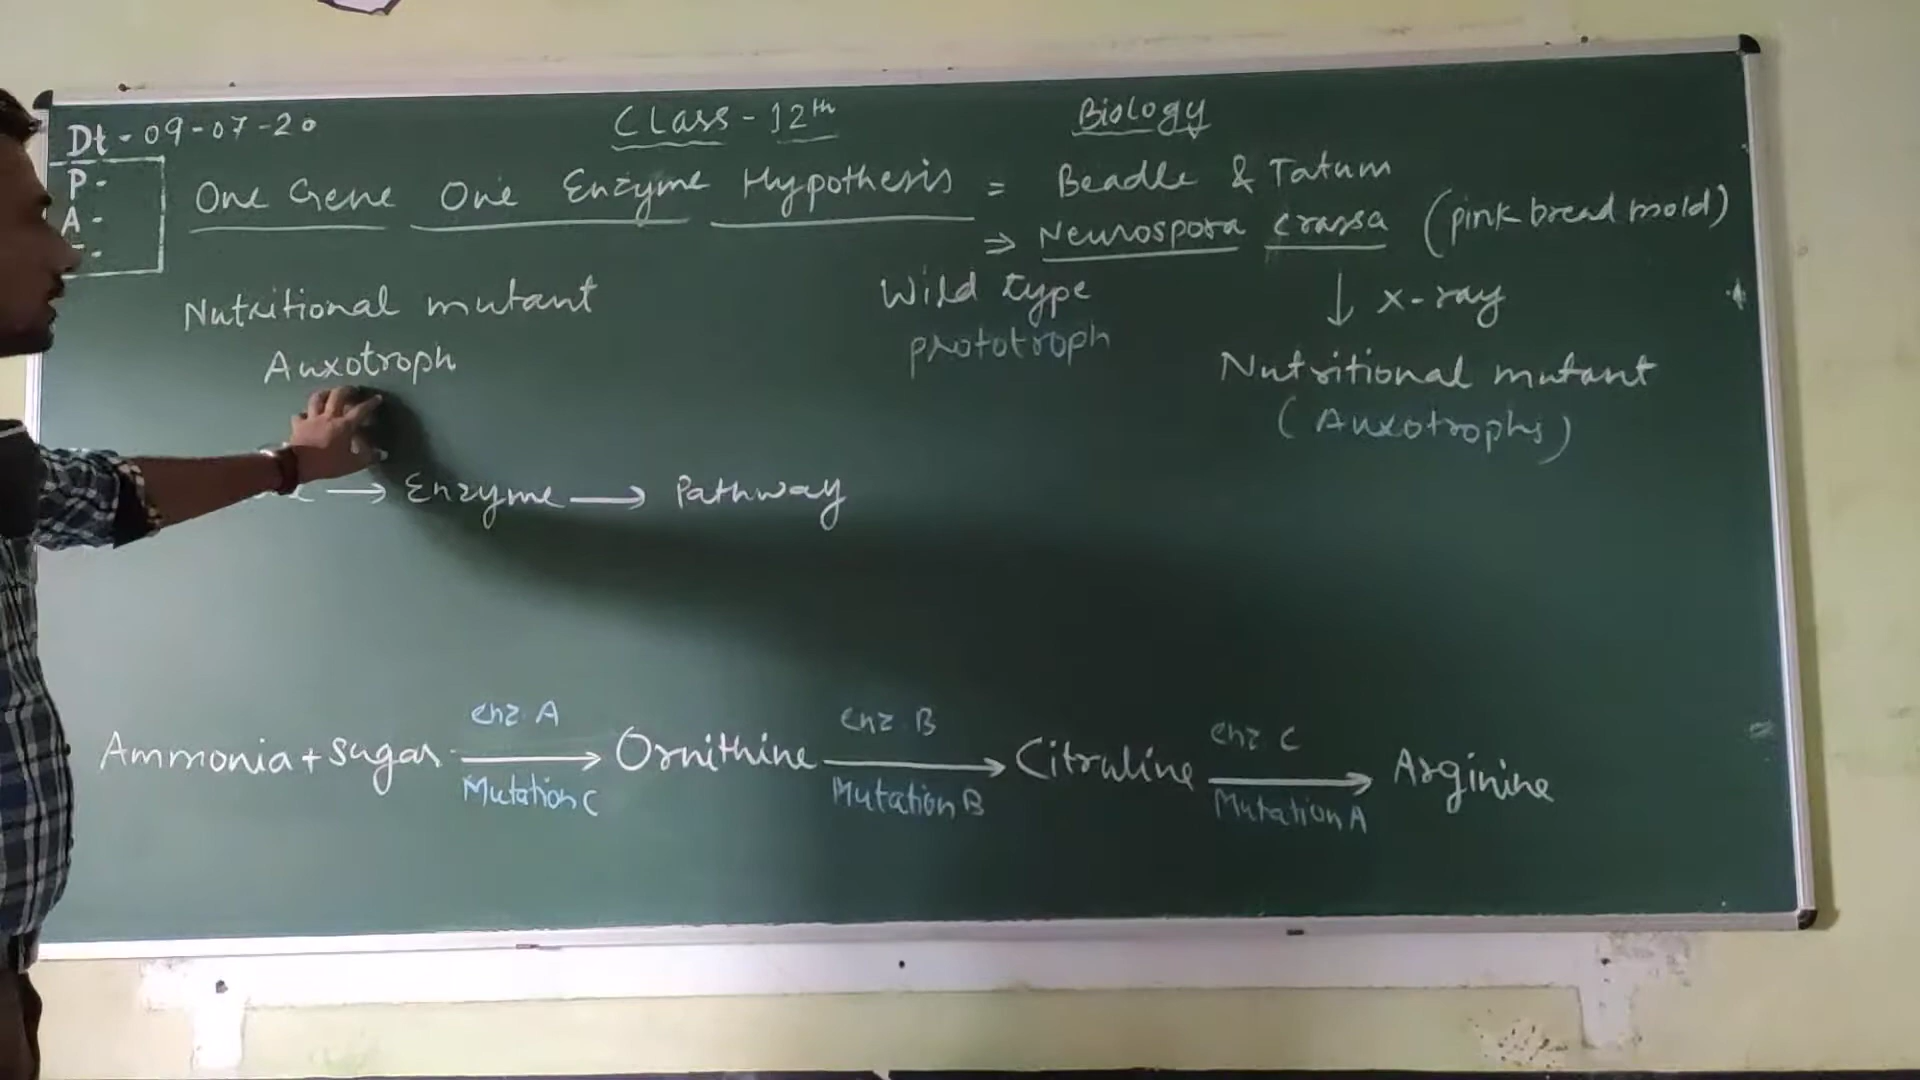 Dt - 09-07-20
Class - 12th
Biology
P -
A -
-
One Gene One Enzyme Hypothesis = Beadle & Tatum
⇒ Neurospora crassa (pink bread mold)
Nutritional mutant
Auxotroph
Wild type
prototroph
↓ x-ray
Nutritional mutant
(Auxotrophs)
→ Enzyme → Pathway
enz A
enz B
enz C
Ammonia + sugar → Ornithine → Citruline → Arginine
Mutation C
Mutation B
Mutation A